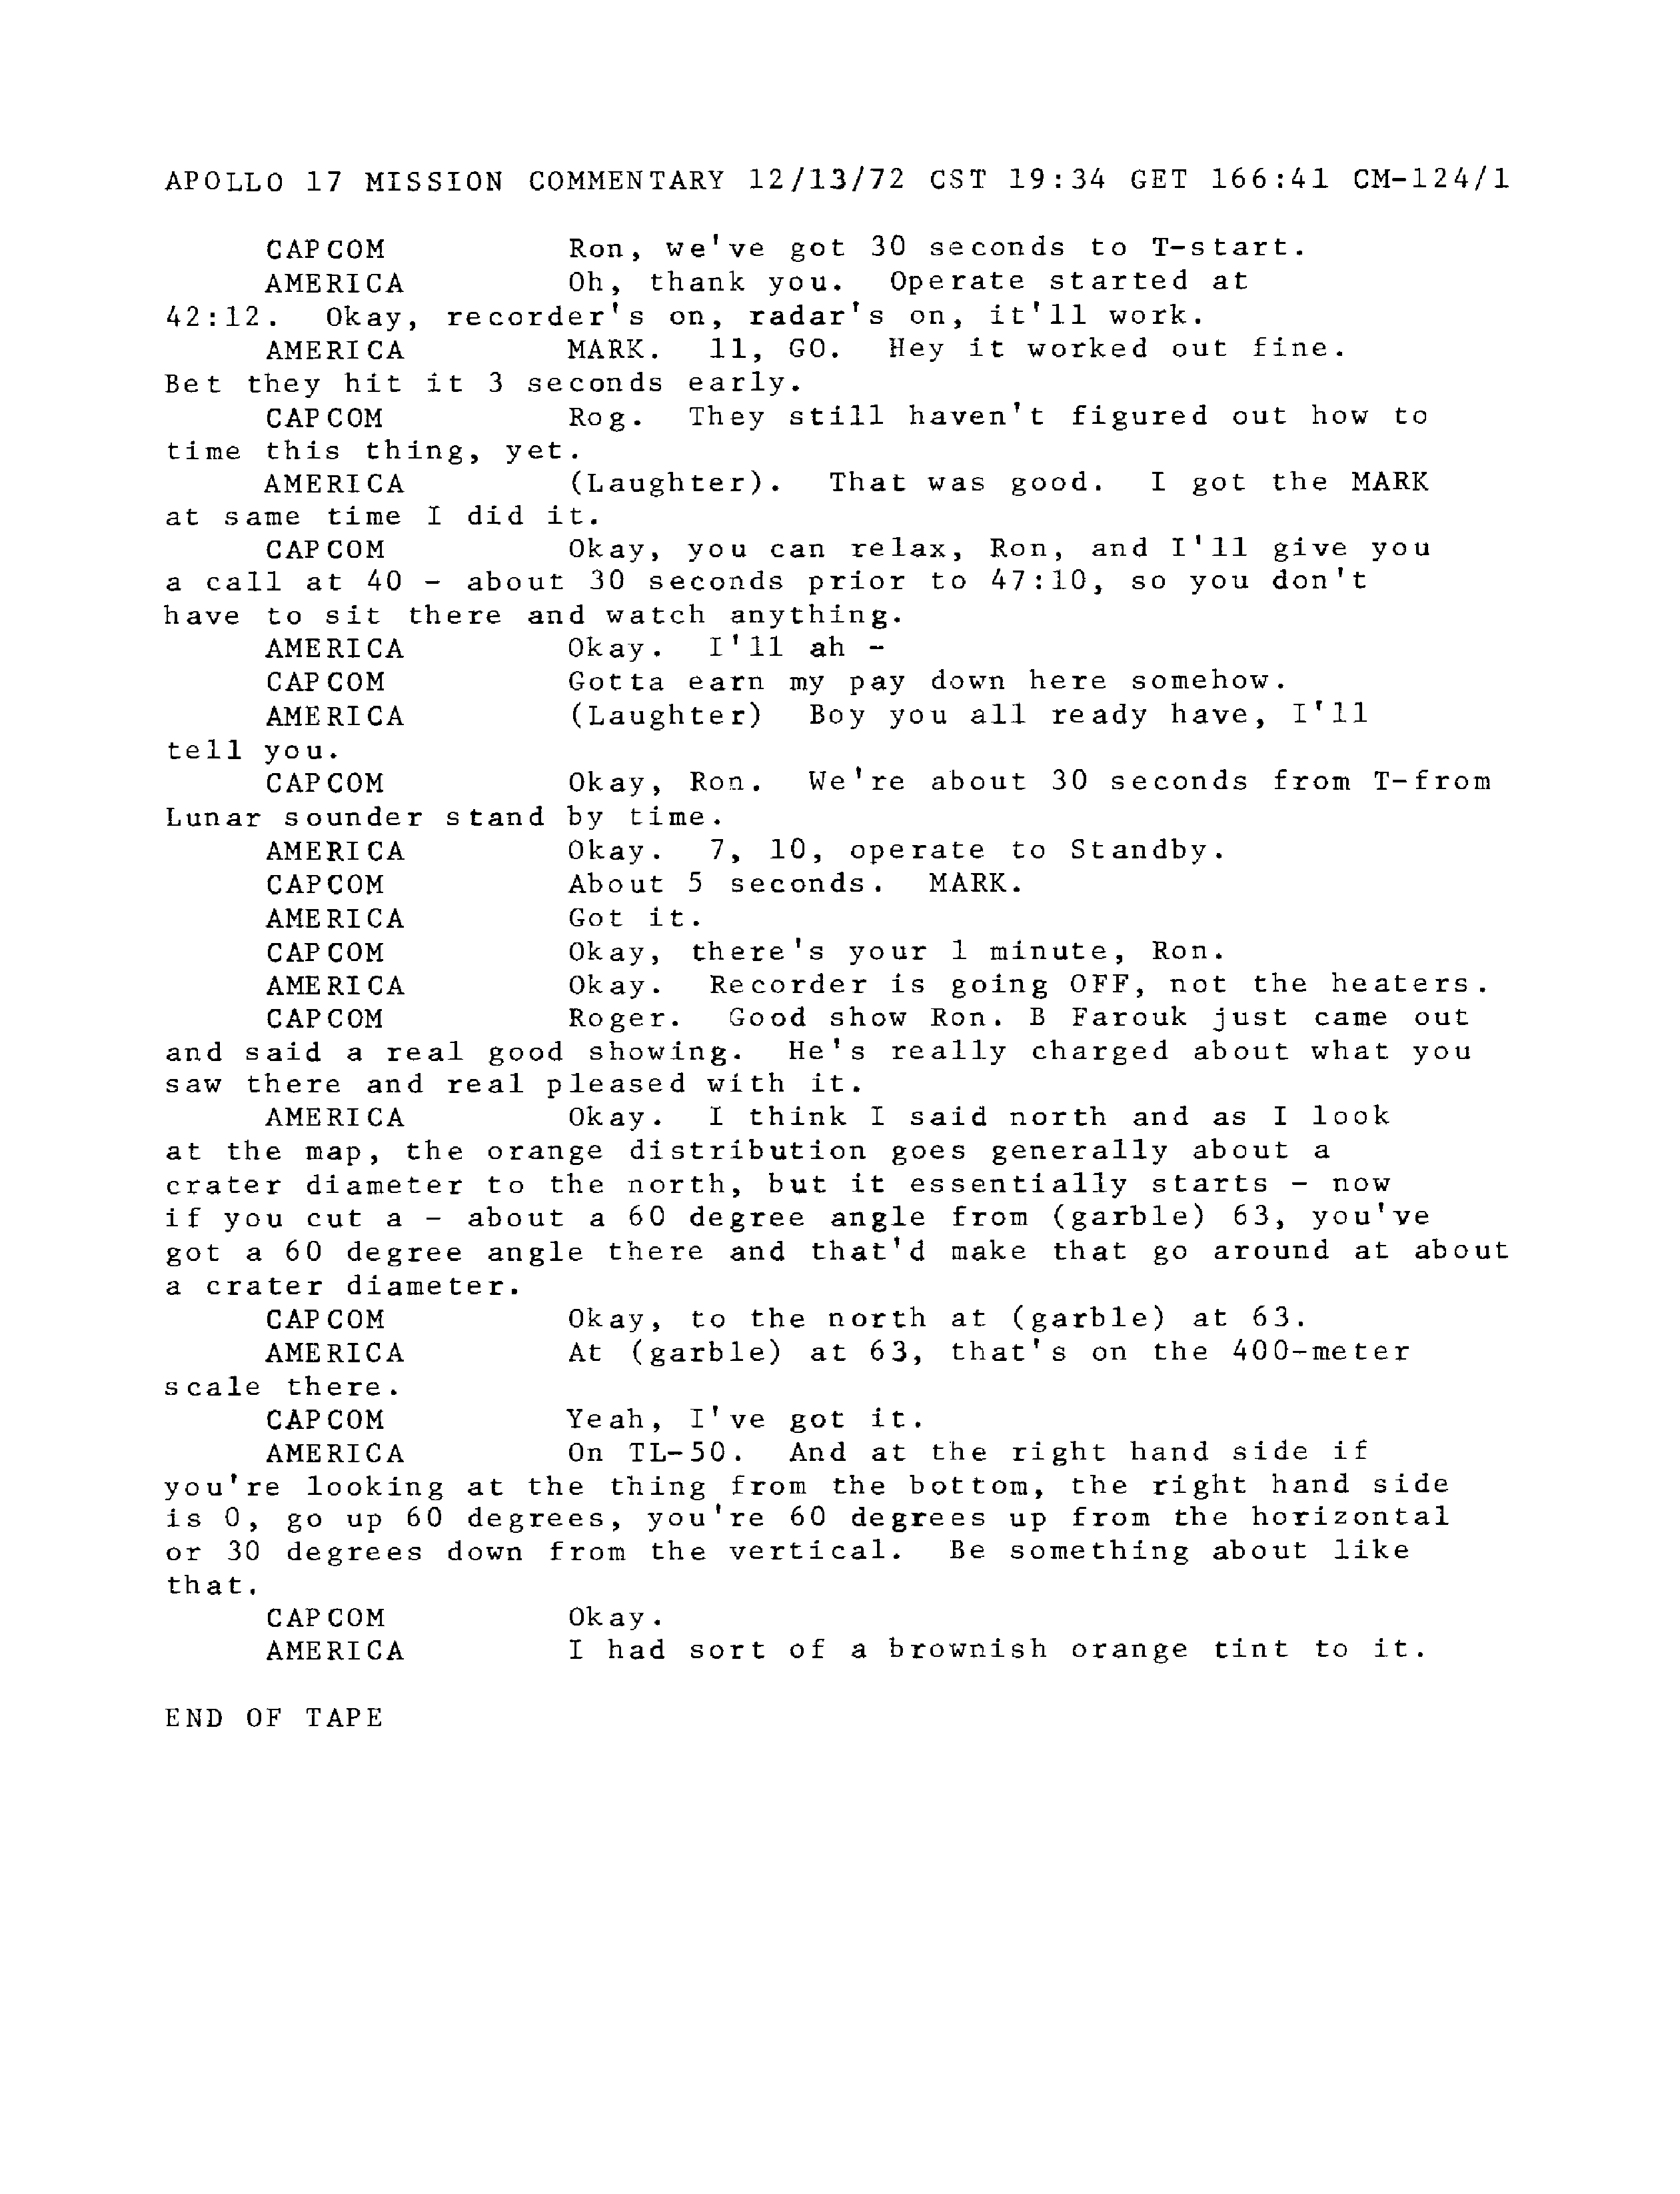 APOLLO 17 MISSION COMMENTARY 12/13/72 CST 19:34 GET 166:41 CM-124/1
CAPCOM Ron, we've got 30 seconds to T-start.
AMERICA Oh, thank you. Operate started at
42:12. Okay, recorder's on, radar's on, it'll work.
AMERICA MARK. 11, GO. Hey it worked out fine.
Bet they hit it 3 seconds early.
CAPCOM Rog. They still haven't figured out how to
time this thing, yet.
AMERICA (Laughter). That was good. I got the MARK
at same time I did it.
CAPCOM Okay, you can relax, Ron, and I'll give you
a call at 40 - about 30 seconds prior to 47:10, so you don't
have to sit there and watch anything.
AMERICA Okay. I'll ah -
CAPCOM Gotta earn my pay down here somehow.
AMERICA (Laughter) Boy you all ready have, I'll
tell you.
CAPCOM Okay, Ron. We're about 30 seconds from T-from
Lunar sounder stand by time.
AMERICA Okay. 7, 10, operate to Standby.
CAPCOM About 5 seconds. MARK.
AMERICA Got it.
CAPCOM Okay, there's your 1 minute, Ron.
AMERICA Okay. Recorder is going OFF, not the heaters.
CAPCOM Roger. Good show Ron. B Farouk just came out
and said a real good showing. He's really charged about what you
saw there and real pleased with it.
AMERICA Okay. I think I said north and as I look
at the map, the orange distribution goes generally about a
crater diameter to the north, but it essentially starts - now
if you cut a - about a 60 degree angle from (garble) 63, you've
got a 60 degree angle there and that'd make that go around at about
a crater diameter.
CAPCOM Okay, to the north at (garble) at 63.
AMERICA At (garble) at 63, that's on the 400-meter
scale there.
CAPCOM Yeah, I've got it.
AMERICA On TL-50. And at the right hand side if
you're looking at the thing from the bottom, the right hand side
is 0, go up 60 degrees, you're 60 degrees up from the horizontal
or 30 degrees down from the vertical. Be something about like
that.
CAPCOM Okay.
AMERICA I had sort of a brownish orange tint to it.
END OF TAPE